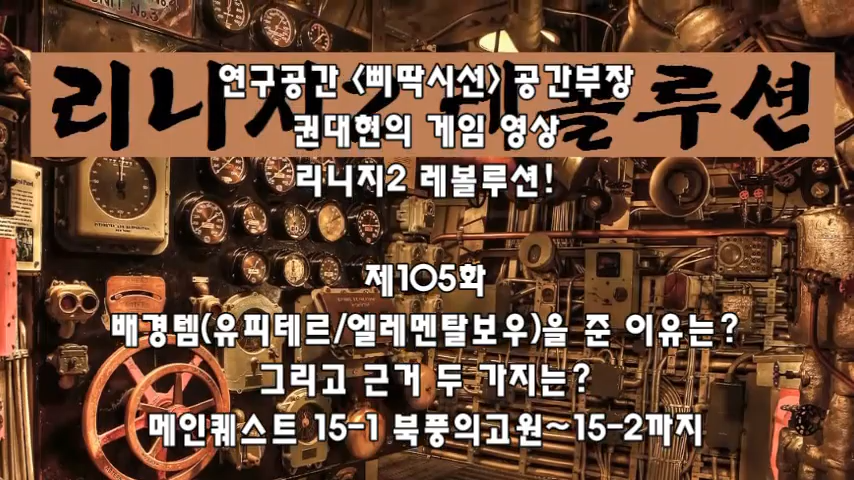 UNIT No.3
리니지2 레볼루션
연구공간 <삐딱시선> 공간부장
권대현의 게임 영상
리니지2 레볼루션!
제105화
배경템(유피테르/엘레멘탈보우)을 준 이유는?
그리고 근거 두 가지는?
메인퀘스트 15-1 북풍의고원~15-2까지